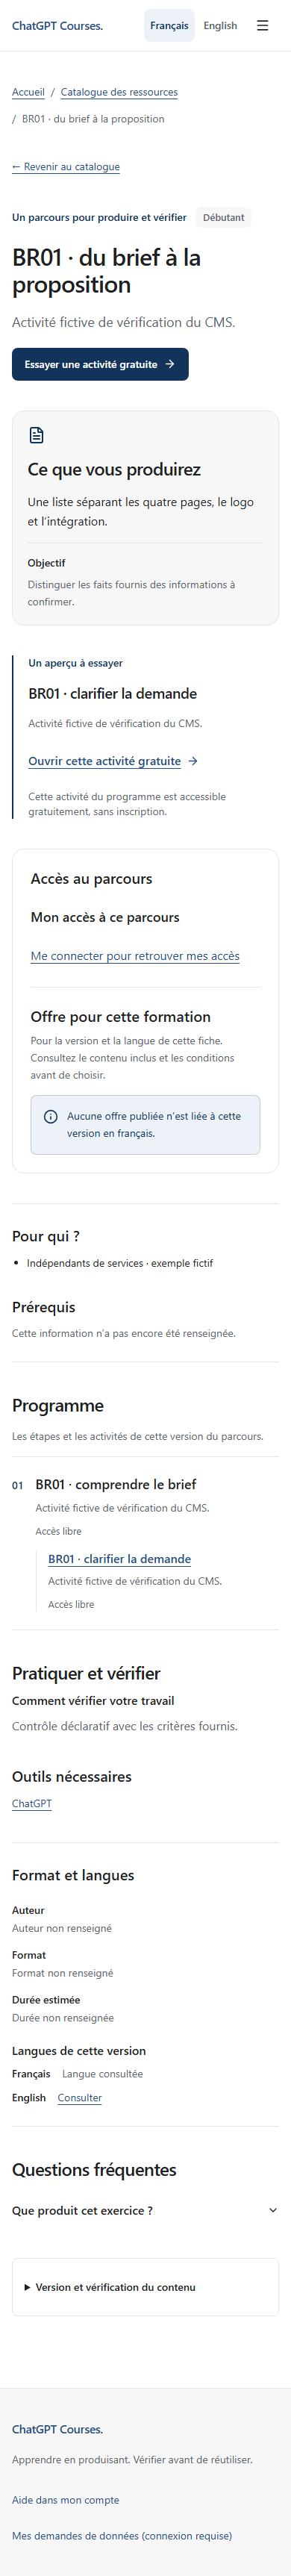 ChatGPT Courses.
Français
English
Accueil / Catalogue des ressources
/ BR01 · du brief à la proposition
← Revenir au catalogue
Un parcours pour produire et vérifier
Débutant
BR01 · du brief à la
proposition
Activité fictive de vérification du CMS.
Essayer une activité gratuite →
Ce que vous produirez
Une liste séparant les quatre pages, le logo
et l’intégration.
Objectif
Distinguer les faits fournis des informations à
confirmer.
Un aperçu à essayer
BR01 · clarifier la demande
Activité fictive de vérification du CMS.
Ouvrir cette activité gratuite →
Cette activité du programme est accessible
gratuitement, sans inscription.
Accès au parcours
Mon accès à ce parcours
Me connecter pour retrouver mes accès
Offre pour cette formation
Pour la version et la langue de cette fiche.
Consultez le contenu inclus et les conditions
avant de choisir.
Aucune offre publiée n’est liée à cette
version en français.
Pour qui ?
• Indépendants de services · exemple fictif
Prérequis
Cette information n’a pas encore été renseignée.
Programme
Les étapes et les activités de cette version du parcours.
01 BR01 · comprendre le brief
Activité fictive de vérification du CMS.
Accès libre
BR01 · clarifier la demande
Activité fictive de vérification du CMS.
Accès libre
Pratiquer et vérifier
Comment vérifier votre travail
Contrôle déclaratif avec les critères fournis.
Outils nécessaires
ChatGPT
Format et langues
Auteur
Auteur non renseigné
Format
Format non renseigné
Durée estimée
Durée non renseignée
Langues de cette version
Français Langue consultée
English Consulter
Questions fréquentes
Que produit cet exercice ?
Version et vérification du contenu
ChatGPT Courses.
Apprendre en produisant. Vérifier avant de réutiliser.
Aide dans mon compte
Mes demandes de données (connexion requise)